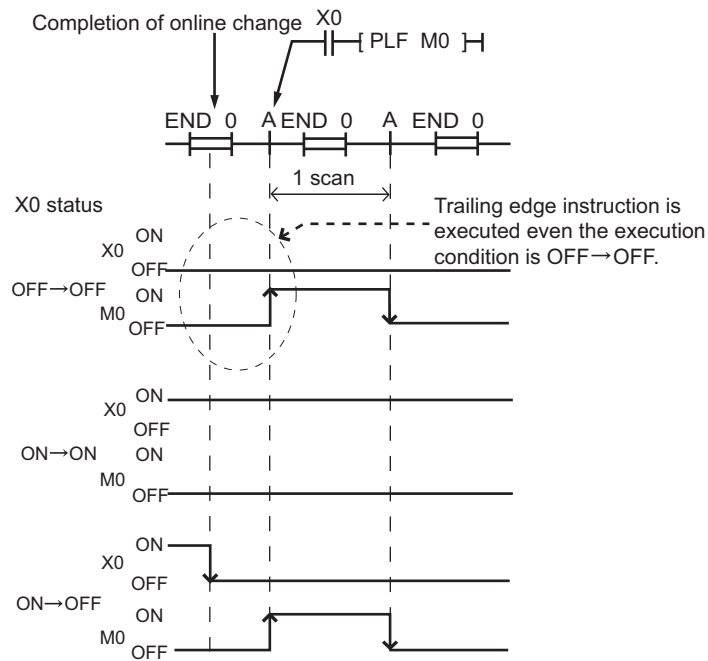 Completion of online change
X0
[ PLF M0 ]
END 0 A END 0 A END 0
1 scan
X0 status
Trailing edge instruction is
executed even the execution
condition is OFF→OFF.
X0 ON
OFF
OFF→OFF
M0 ON
OFF
X0 ON
OFF
ON→ON
M0 ON
OFF
X0 ON
OFF
ON→OFF
M0 ON
OFF